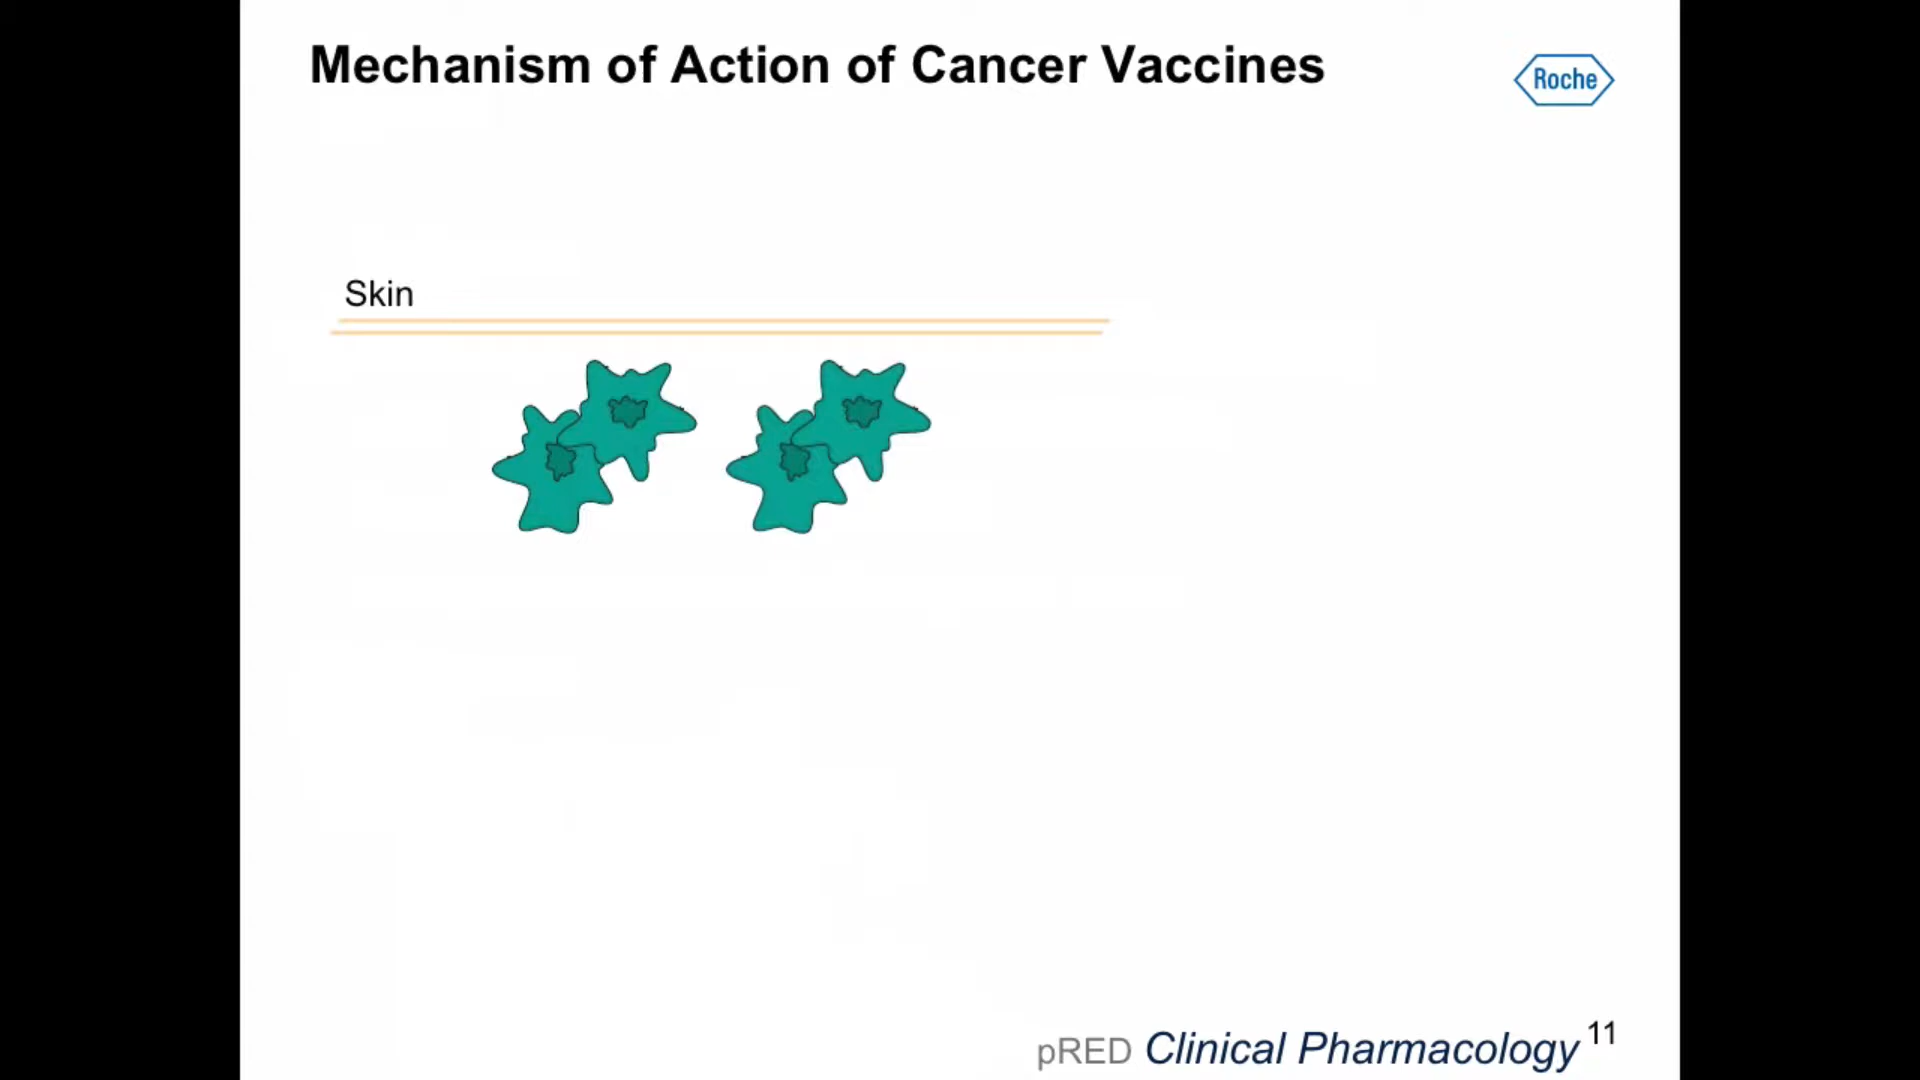 Mechanism of Action of Cancer Vaccines
Roche
Skin
pRED Clinical Pharmacology 11